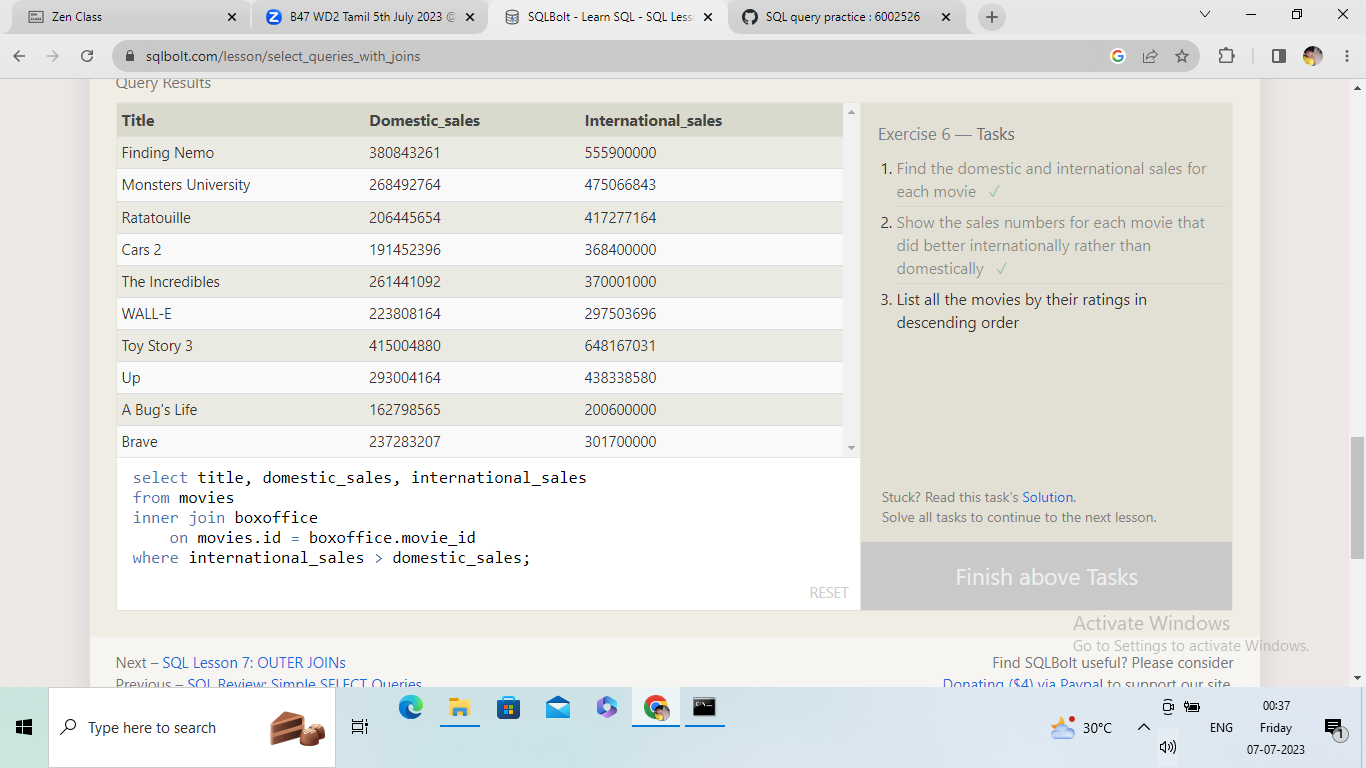 Zen Class
B47 WD2 Tamil 5th July 2023
SQLBolt - Learn SQL - SQL Less
SQL query practice : 6002526
sqlbolt.com/lesson/select_queries_with_joins
Query Results
Title Domestic_sales International_sales
Finding Nemo 380843261 555900000
Monsters University 268492764 475066843
Ratatouille 206445654 417277164
Cars 2 191452396 368400000
The Incredibles 261441092 370001000
WALL-E 223808164 297503696
Toy Story 3 415004880 648167031
Up 293004164 438338580
A Bug's Life 162798565 200600000
Brave 237283207 301700000
select title, domestic_sales, international_sales
from movies
inner join boxoffice
on movies.id = boxoffice.movie_id
where international_sales > domestic_sales;
RESET
Exercise 6 — Tasks
1. Find the domestic and international sales for
each movie ✓
2. Show the sales numbers for each movie that
did better internationally rather than
domestically ✓
3. List all the movies by their ratings in
descending order
Stuck? Read this task's Solution.
Solve all tasks to continue to the next lesson.
Finish above Tasks
Activate Windows
Go to Settings to activate Windows.
Next – SQL Lesson 7: OUTER JOINs
Previous – SQL Review: Simple SELECT Queries
Find SQLBolt useful? Please consider
Donating ($4) via Paypal to support our site.
Type here to search
30°C
ENG
00:37
Friday
07-07-2023
1